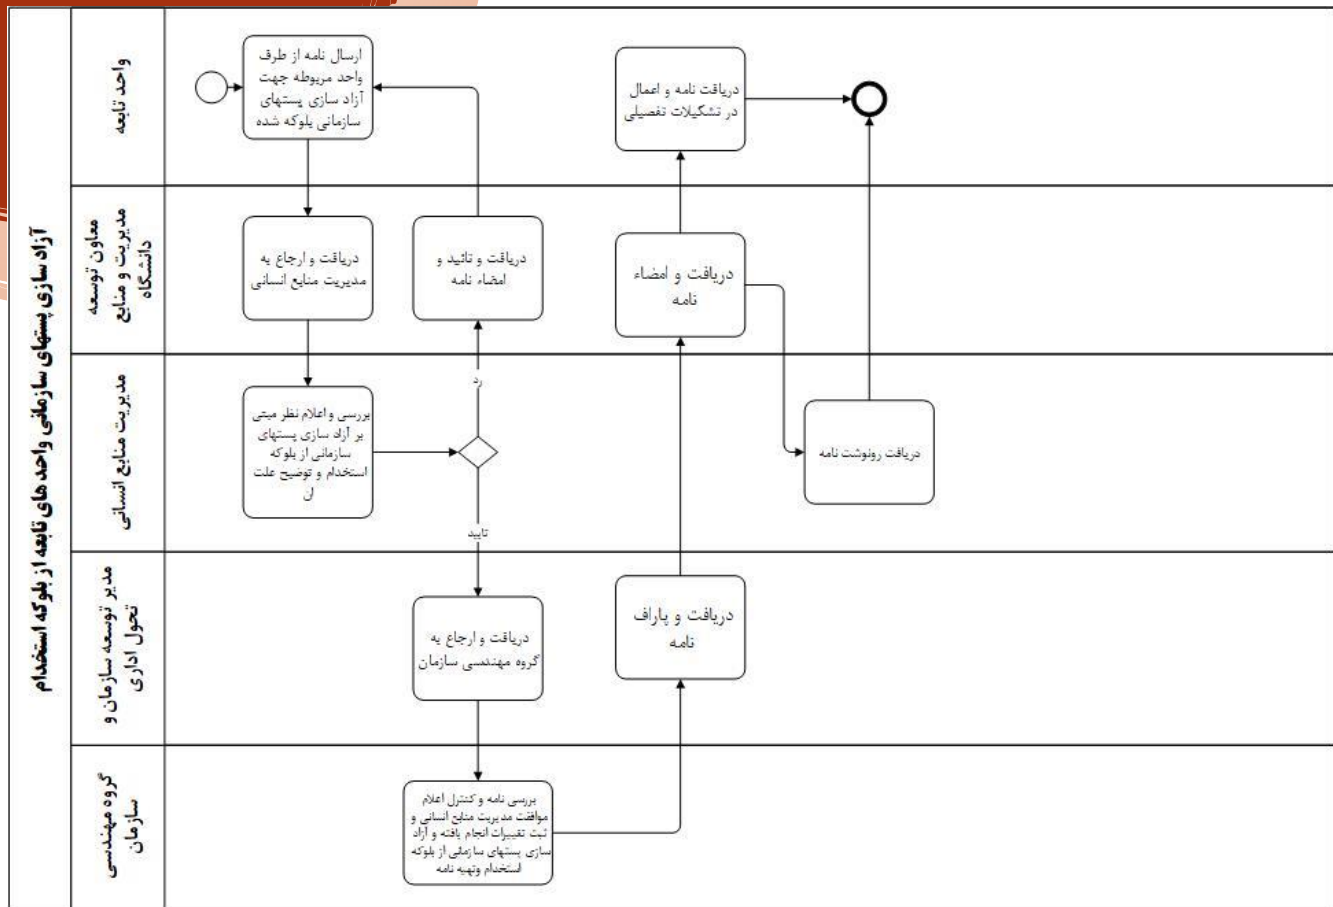 آزاد سازی پستهای سازمانی واحد های تابعه از بلوکه استخدام
واحد تابعه
ارسال نامه از طرف
واحد مربوطه جهت
آزاد سازی پستهای
سازمانی بلوکه شده
دریافت نامه و اعمال
در تشکیلات تفصیلی
معاون توسعه
مدیریت و منابع
دانشگاه
دریافت و ارجاع به
مدیریت منابع انسانی
دریافت و تائید و
امضاء نامه
دریافت و امضاء
نامه
مدیریت منابع انسانی
بررسی و اعلام نظر مبتی
بر آزاد سازی پستهای
سازمانی از بلوکه
استخدام و توضیح علت
ان
رد
تایید
دریافت رونوشت نامه
مدیر توسعه سازمان و
تحول اداری
دریافت و ارجاع به
گروه مهندسی سازمان
دریافت و پاراف
نامه
گروه مهندسی
سازمان
بررسی نامه و کنترل اعلام
موافقت مدیریت منابع انسانی و
ثبت تغییرات انجام یافته و آزاد
سازی پستهای سازمانی از بلوکه
استخدام وتهیه نامه